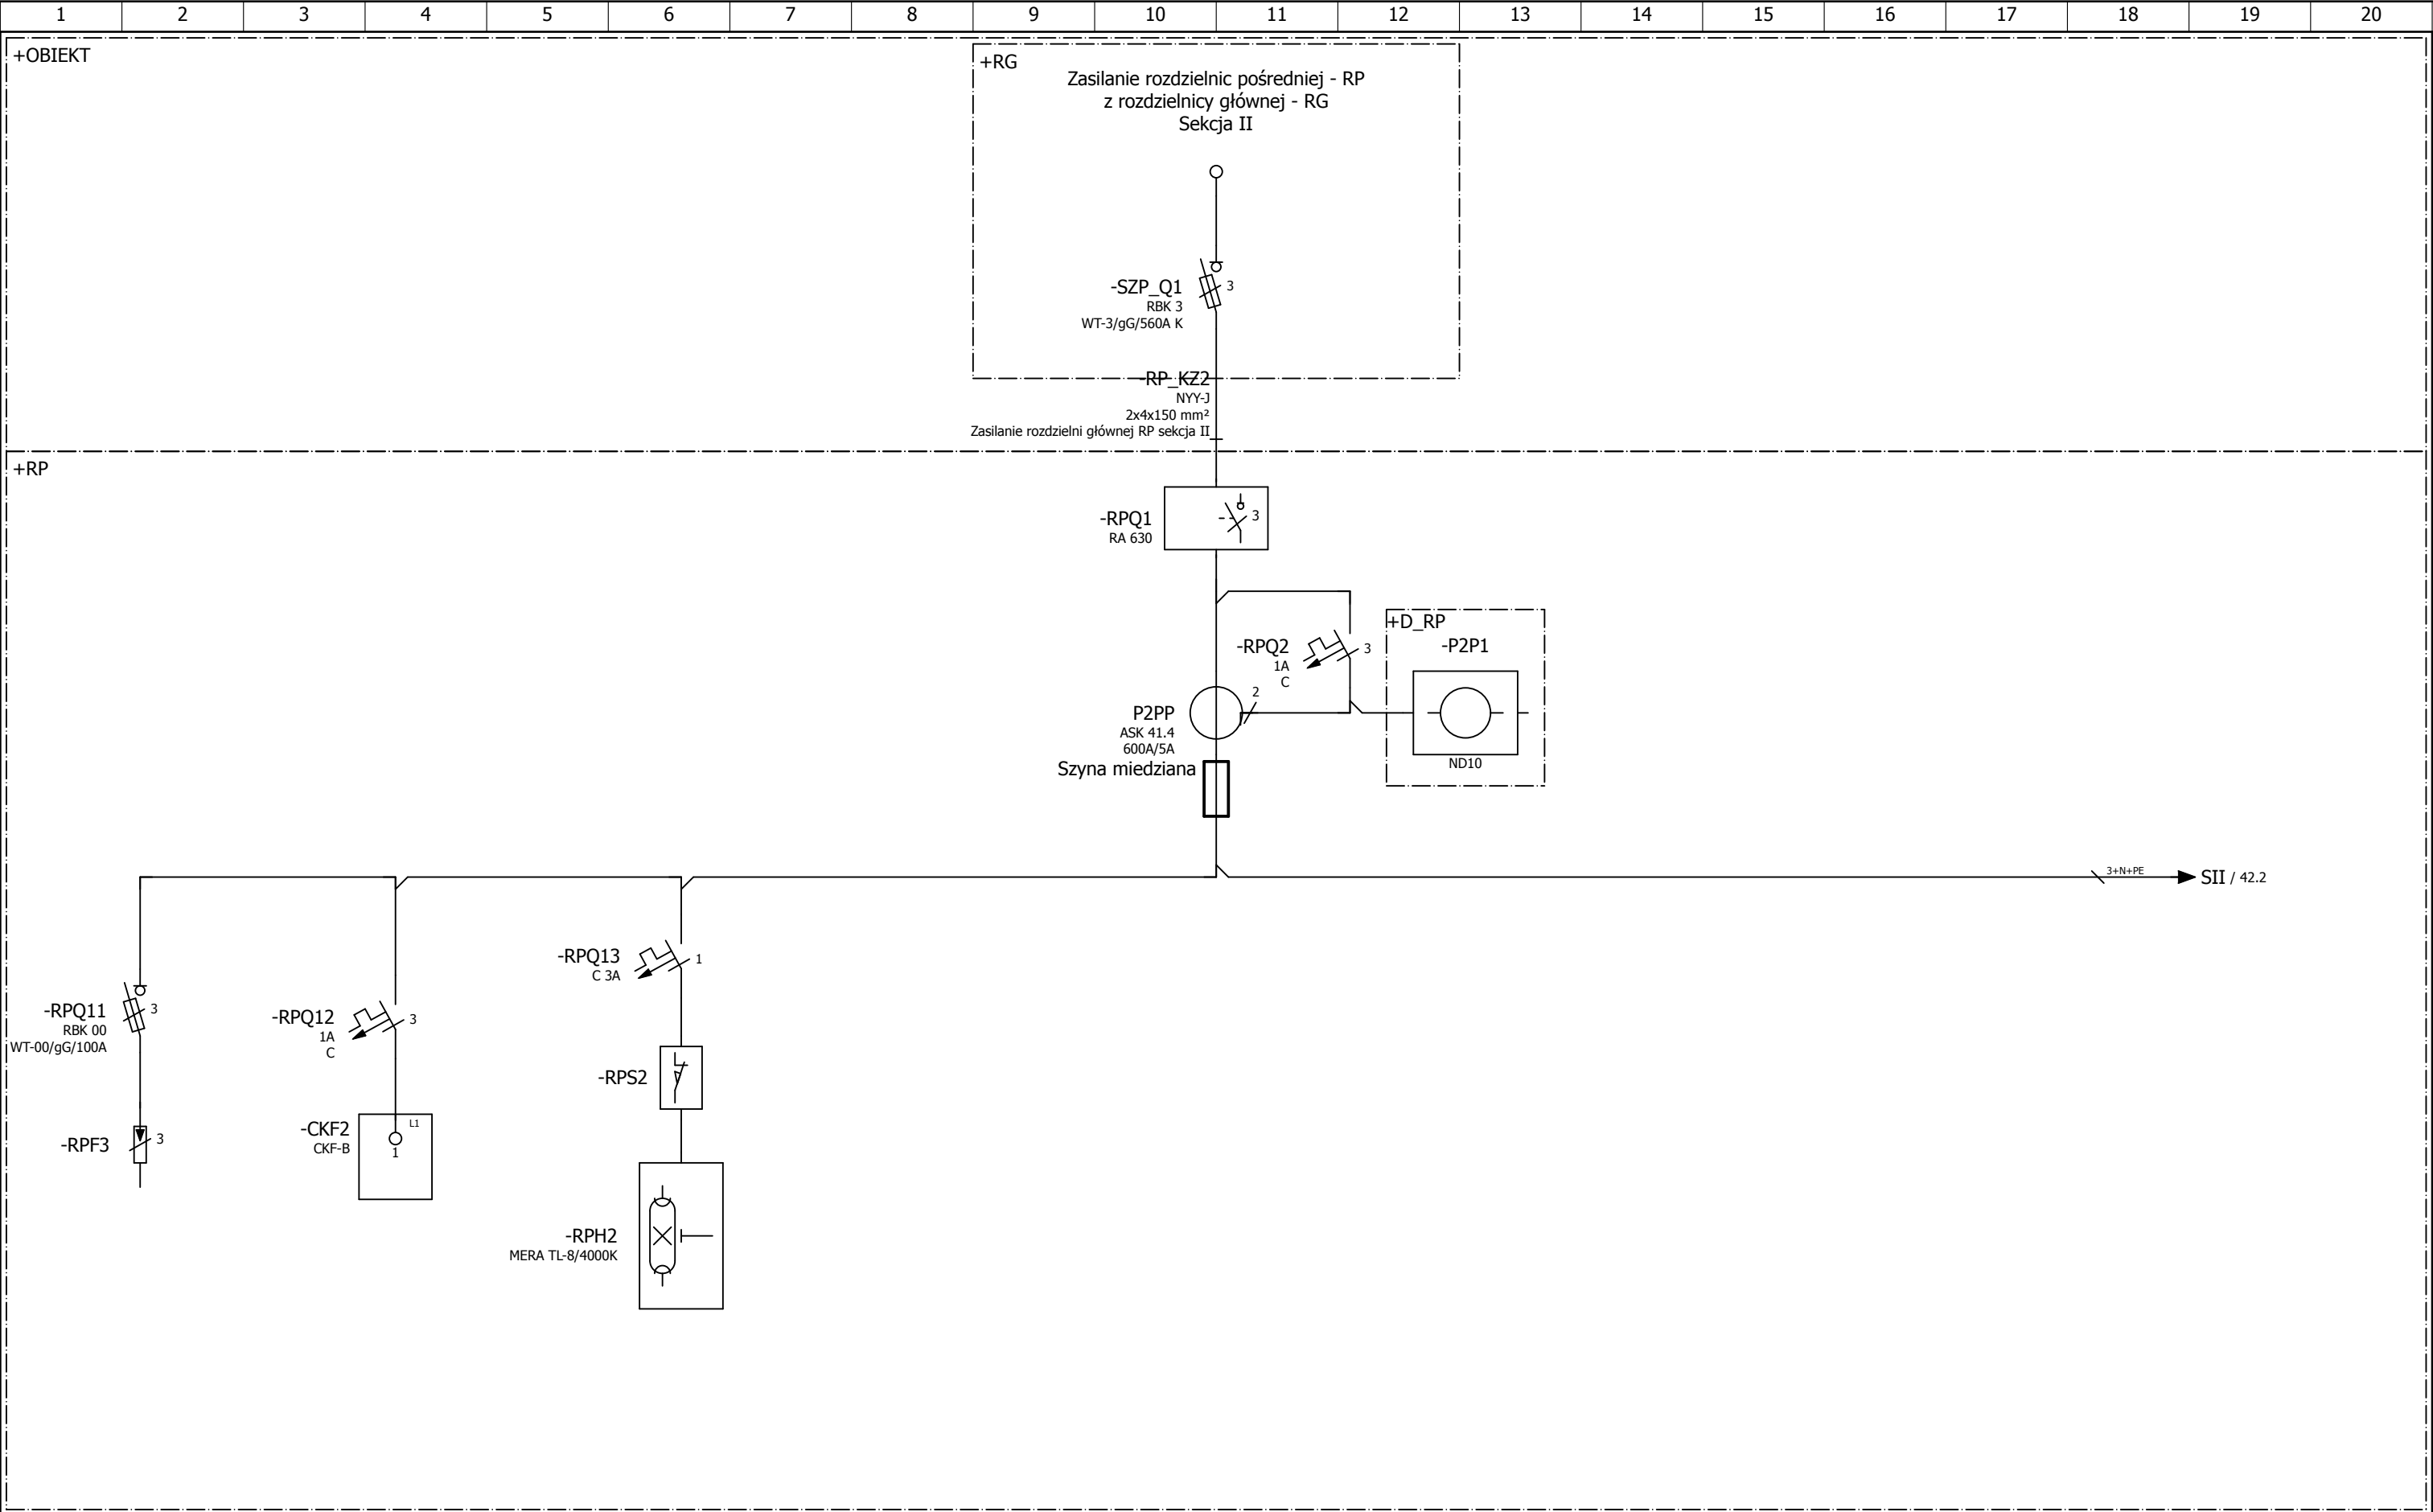 1 2 3 4 5 6 7 8 9 10 11 12 13 14 15 16 17 18 19 20
+OBIEKT
+RG
Zasilanie rozdzielnic pośredniej - RP
z rozdzielnicy głównej - RG
Sekcja II
-SZP_Q1
RBK 3
WT-3/gG/560A K
3
-RP_KZ2
NYY-J
2x4x150 mm²
Zasilanie rozdzielni głównej RP sekcja II
+RP
-RPQ1
RA 630
3
-RPQ2
1A
C
3
+D_RP
-P2P1
ND10
P2PP
ASK 41.4
600A/5A
2
Szyna miedziana
3+N+PE
SII / 42.2
-RPQ11
RBK 00
WT-00/gG/100A
3
-RPF3
3
-RPQ12
1A
C
3
-CKF2
CKF-B
L1
1
-RPQ13
C 3A
1
-RPS2
-RPH2
MERA TL-8/4000K